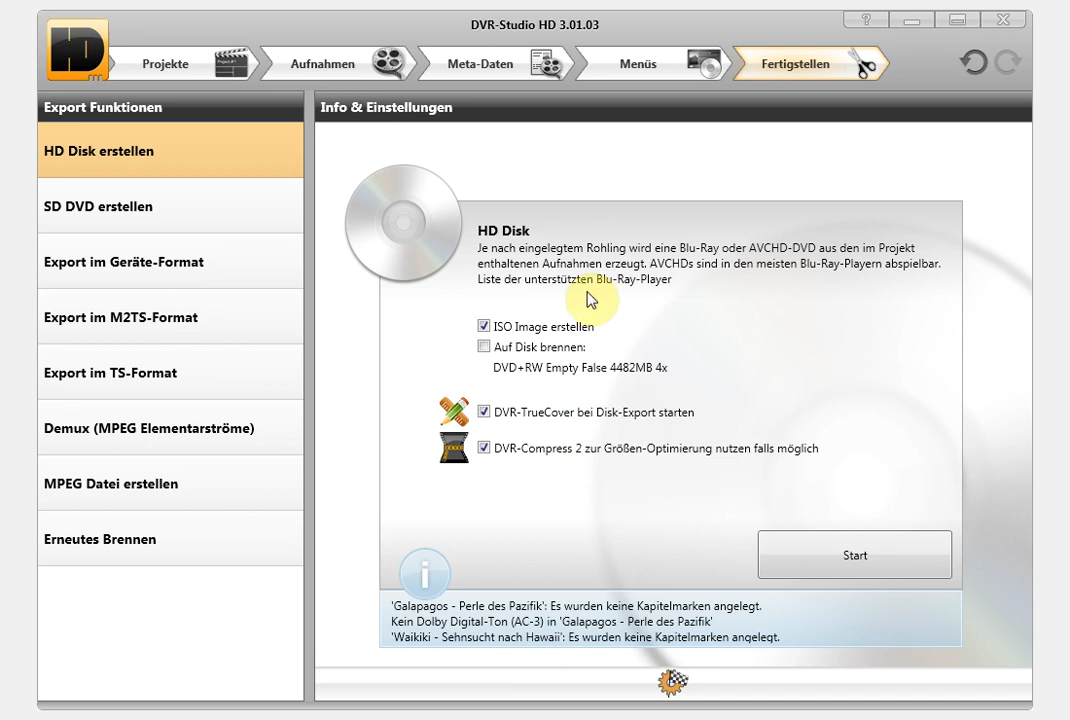 DVR-Studio HD 3.01.03
HD
Projekte
Aufnahmen
Meta-Daten
Menüs
Fertigstellen
Export Funktionen
Info & Einstellungen
HD Disk erstellen
SD DVD erstellen
Export im Geräte-Format
Export im M2TS-Format
Export im TS-Format
Demux (MPEG Elementarströme)
MPEG Datei erstellen
Erneutes Brennen
HD Disk
Je nach eingelegtem Rohling wird eine Blu-Ray oder AVCHD-DVD aus den im Projekt
enthaltenen Aufnahmen erzeugt. AVCHDs sind in den meisten Blu-Ray-Playern abspielbar.
Liste der unterstützten Blu-Ray-Player
ISO Image erstellen
Auf Disk brennen:
DVD+RW Empty False 4482MB 4x
DVR-TrueCover bei Disk-Export starten
DVR-Compress 2 zur Größen-Optimierung nutzen falls möglich
Start
'Galapagos - Perle des Pazifik': Es wurden keine Kapitelmarken angelegt.
Kein Dolby Digital-Ton (AC-3) in 'Galapagos - Perle des Pazifik'
'Waikiki - Sehnsucht nach Hawaii': Es wurden keine Kapitelmarken angelegt.